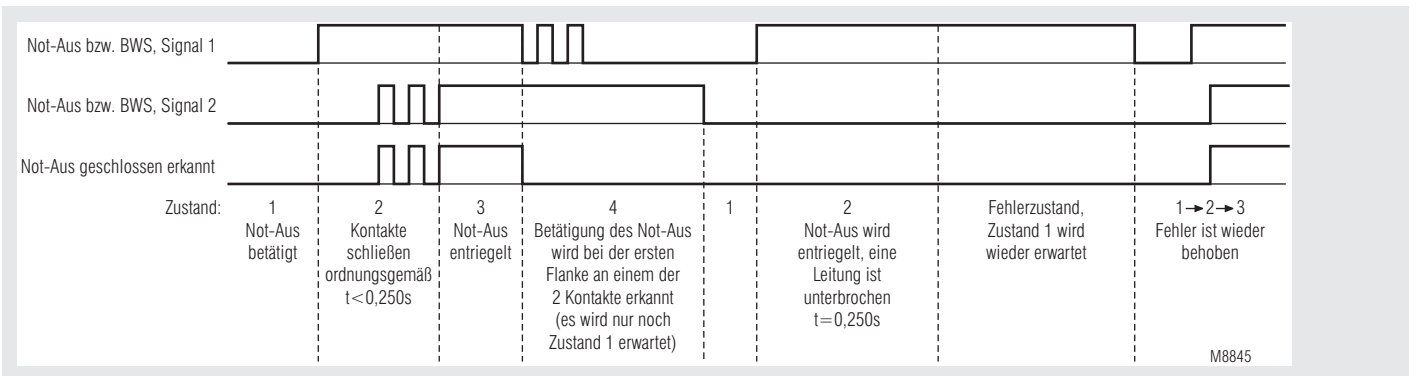 Not-Aus bzw. BWS, Signal 1
Not-Aus bzw. BWS, Signal 2
Not-Aus geschlossen erkannt
Zustand:
1
Not-Aus
betätigt
2
Kontakte
schließen
ordnungsgemäß
t<0,250s
3
Not-Aus
entriegelt
4
Betätigung des Not-Aus
wird bei der ersten
Flanke an einem der
2 Kontakte erkannt
(es wird nur noch
Zustand 1 erwartet)
1
2
Not-Aus wird
entriegelt, eine
Leitung ist
unterbrochen
t=0,250s
Fehlerzustand,
Zustand 1 wird
wieder erwartet
1→2→3
Fehler ist wieder
behoben
M8845